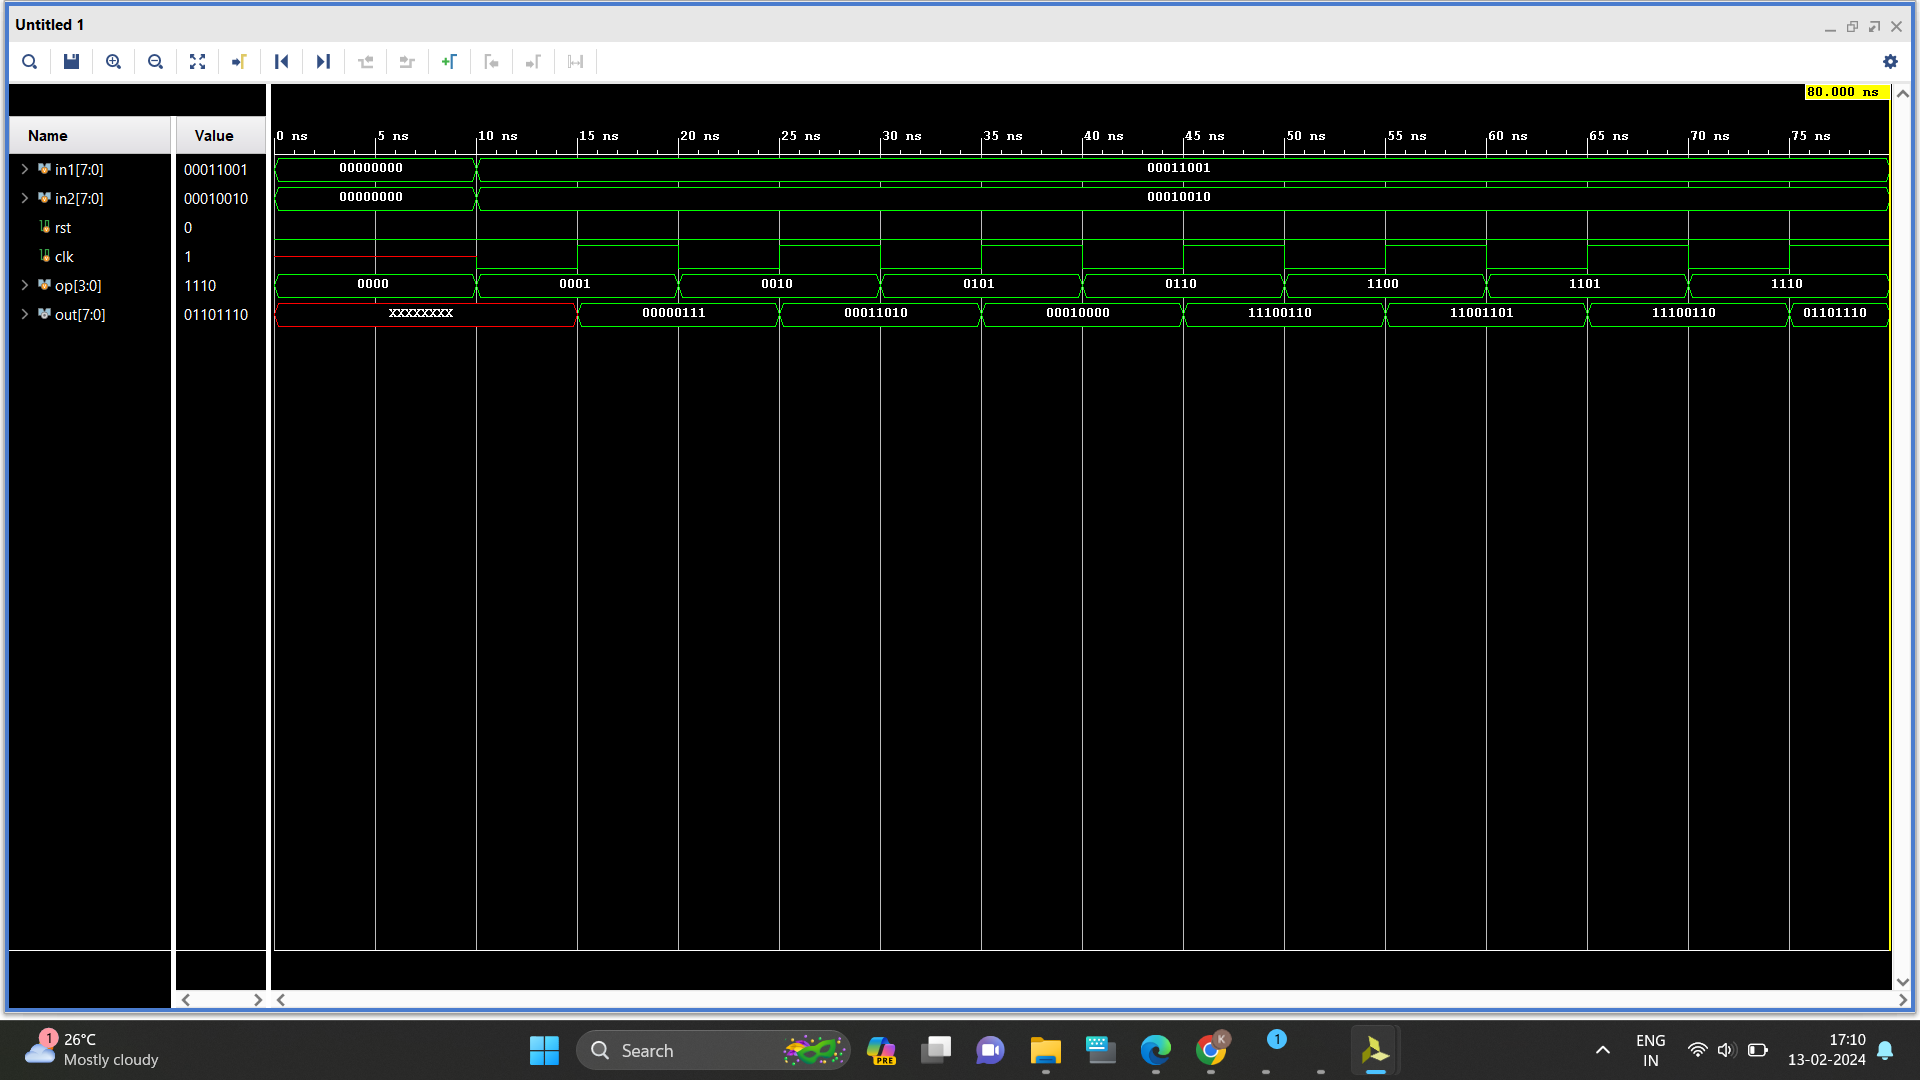 Untitled 1
80.000 ns
Name
Value
0 ns 5 ns 10 ns 15 ns 20 ns 25 ns 30 ns 35 ns 40 ns 45 ns 50 ns 55 ns 60 ns 65 ns 70 ns 75 ns
in1[7:0] 00011001 00000000 00011001
in2[7:0] 00010010 00000000 00010010
rst 0
clk 1
op[3:0] 1110 0000 0001 0010 0101 0110 1100 1101 1110
out[7:0] 01101110 XXXXXXXX 00000111 00011010 00010000 11100110 11001101 11100110 01101110
1
26°C
Mostly cloudy
Search
PRE
K
1
ENG
IN
17:10
13-02-2024